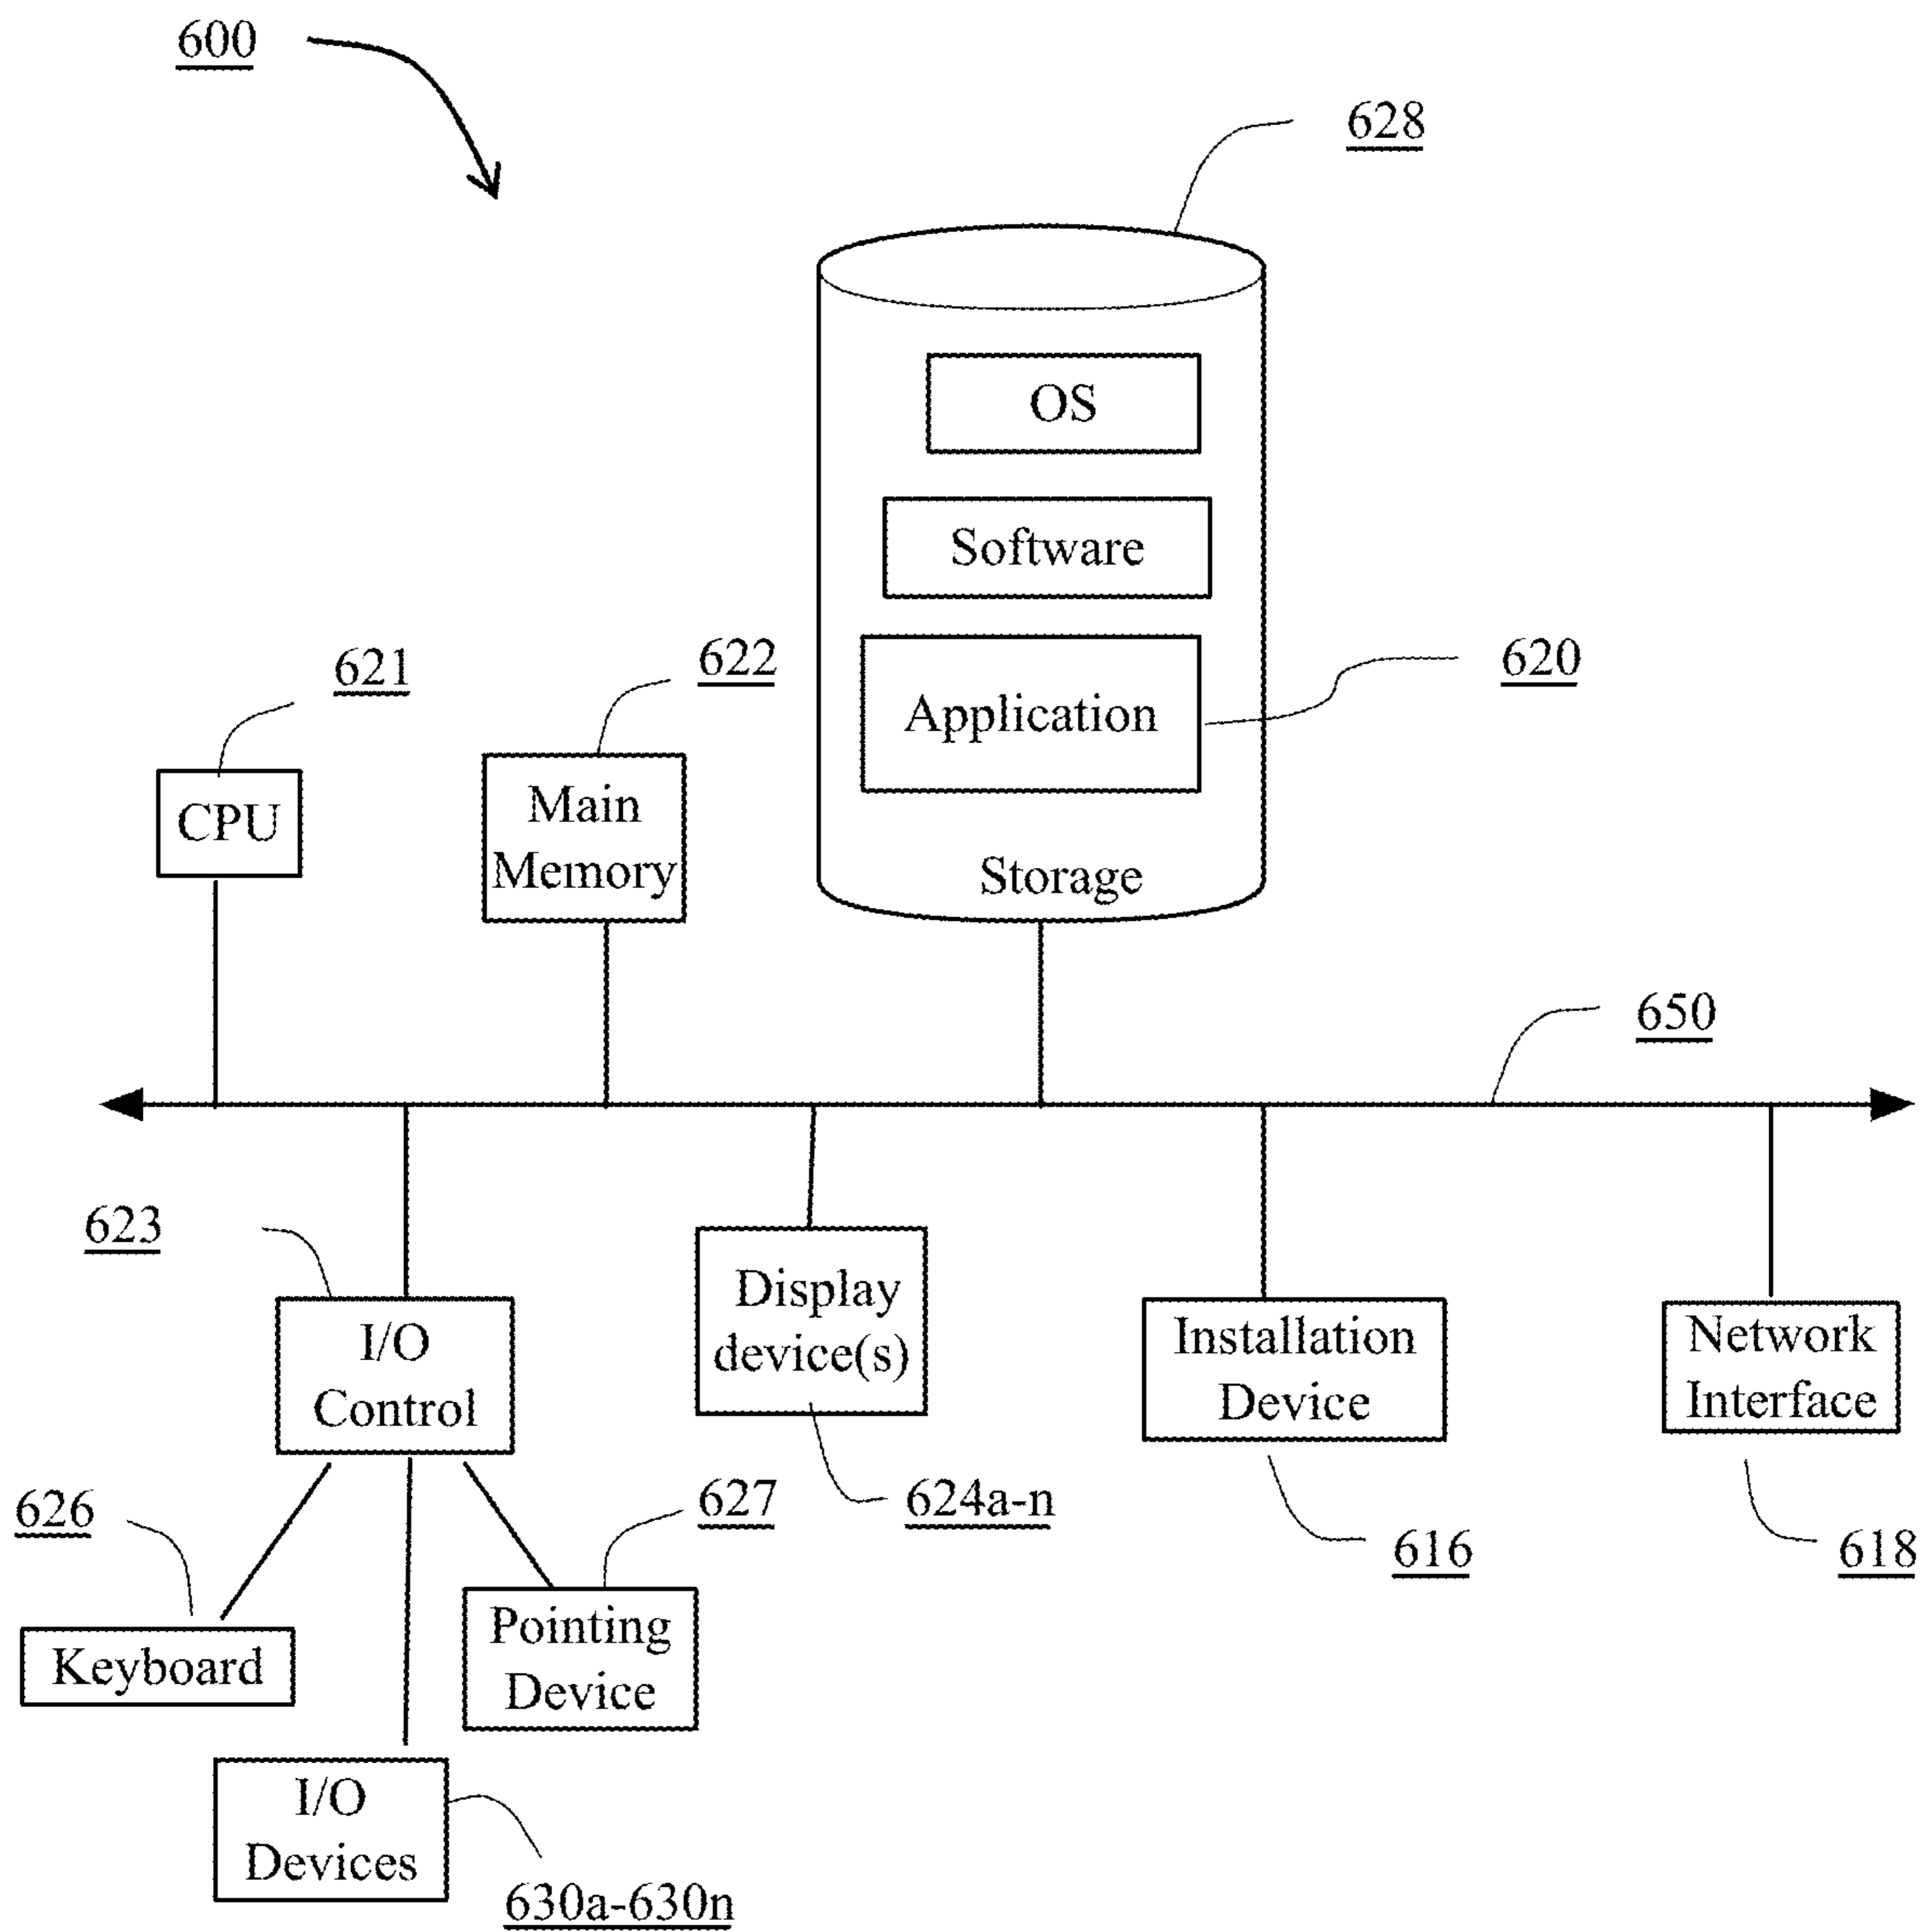 600
628
OS
Software
621
622
620
Application
CPU
Main
Memory
Storage
650
623
Display
device(s)
I/O
Control
Installation
Device
Network
Interface
626
627
624a-n
616
618
Keyboard
Pointing
Device
I/O
Devices
630a-630n